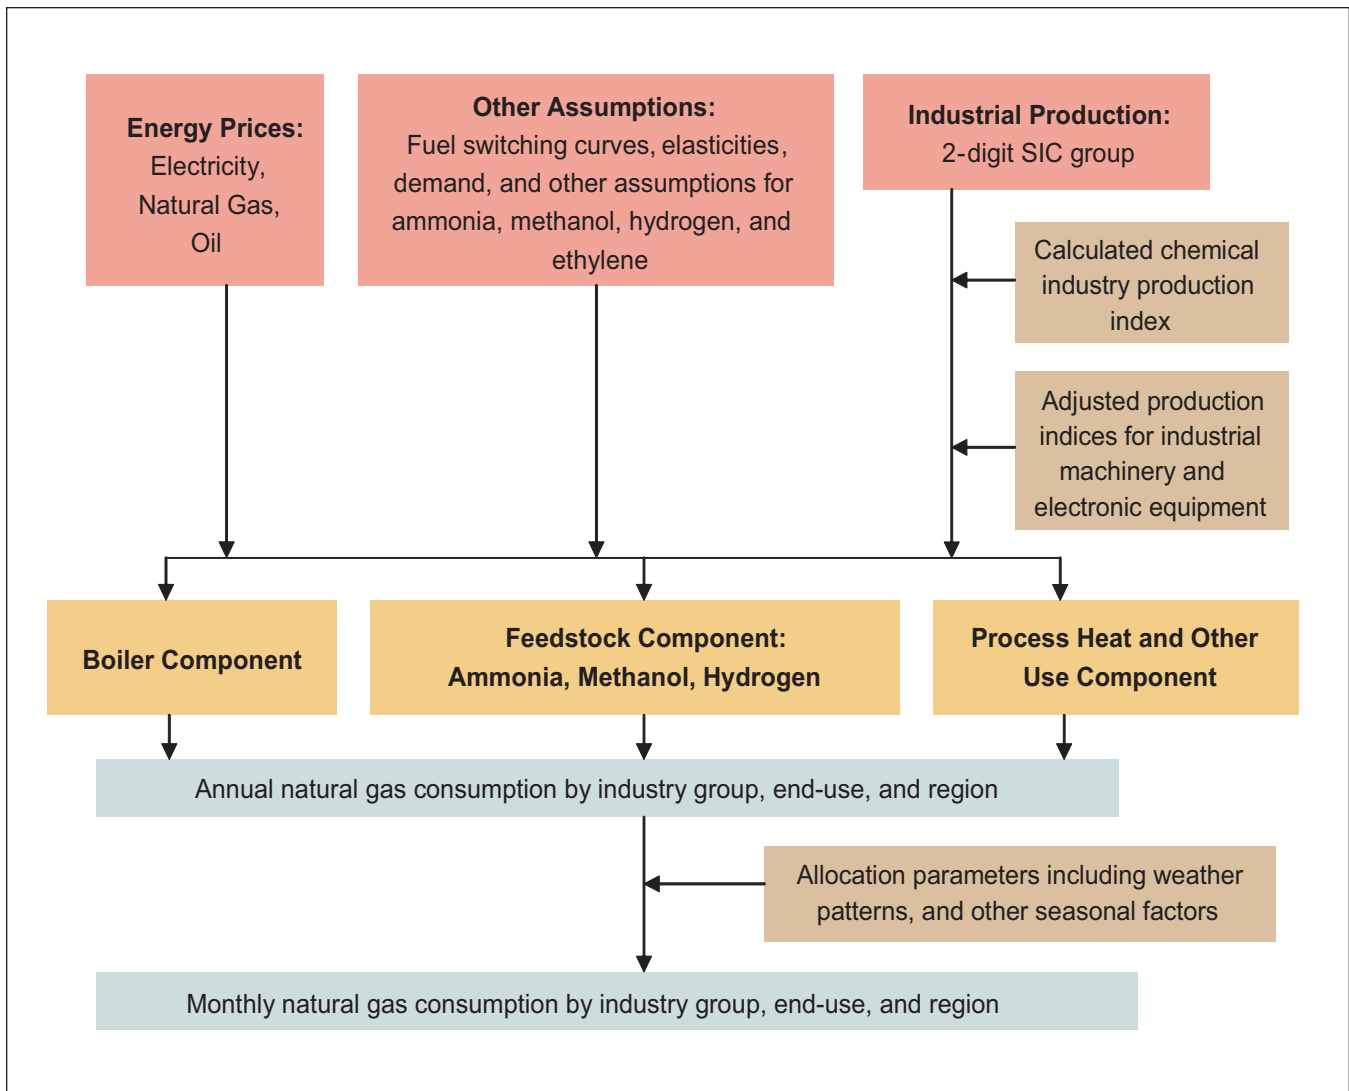 Energy Prices:
Electricity,
Natural Gas,
Oil
Other Assumptions:
Fuel switching curves, elasticities,
demand, and other assumptions for
ammonia, methanol, hydrogen, and
ethylene
Industrial Production:
2-digit SIC group
Calculated chemical
industry production
index
Adjusted production
indices for industrial
machinery and
electronic equipment
Boiler Component
Feedstock Component:
Ammonia, Methanol, Hydrogen
Process Heat and Other
Use Component
Annual natural gas consumption by industry group, end-use, and region
Allocation parameters including weather
patterns, and other seasonal factors
Monthly natural gas consumption by industry group, end-use, and region